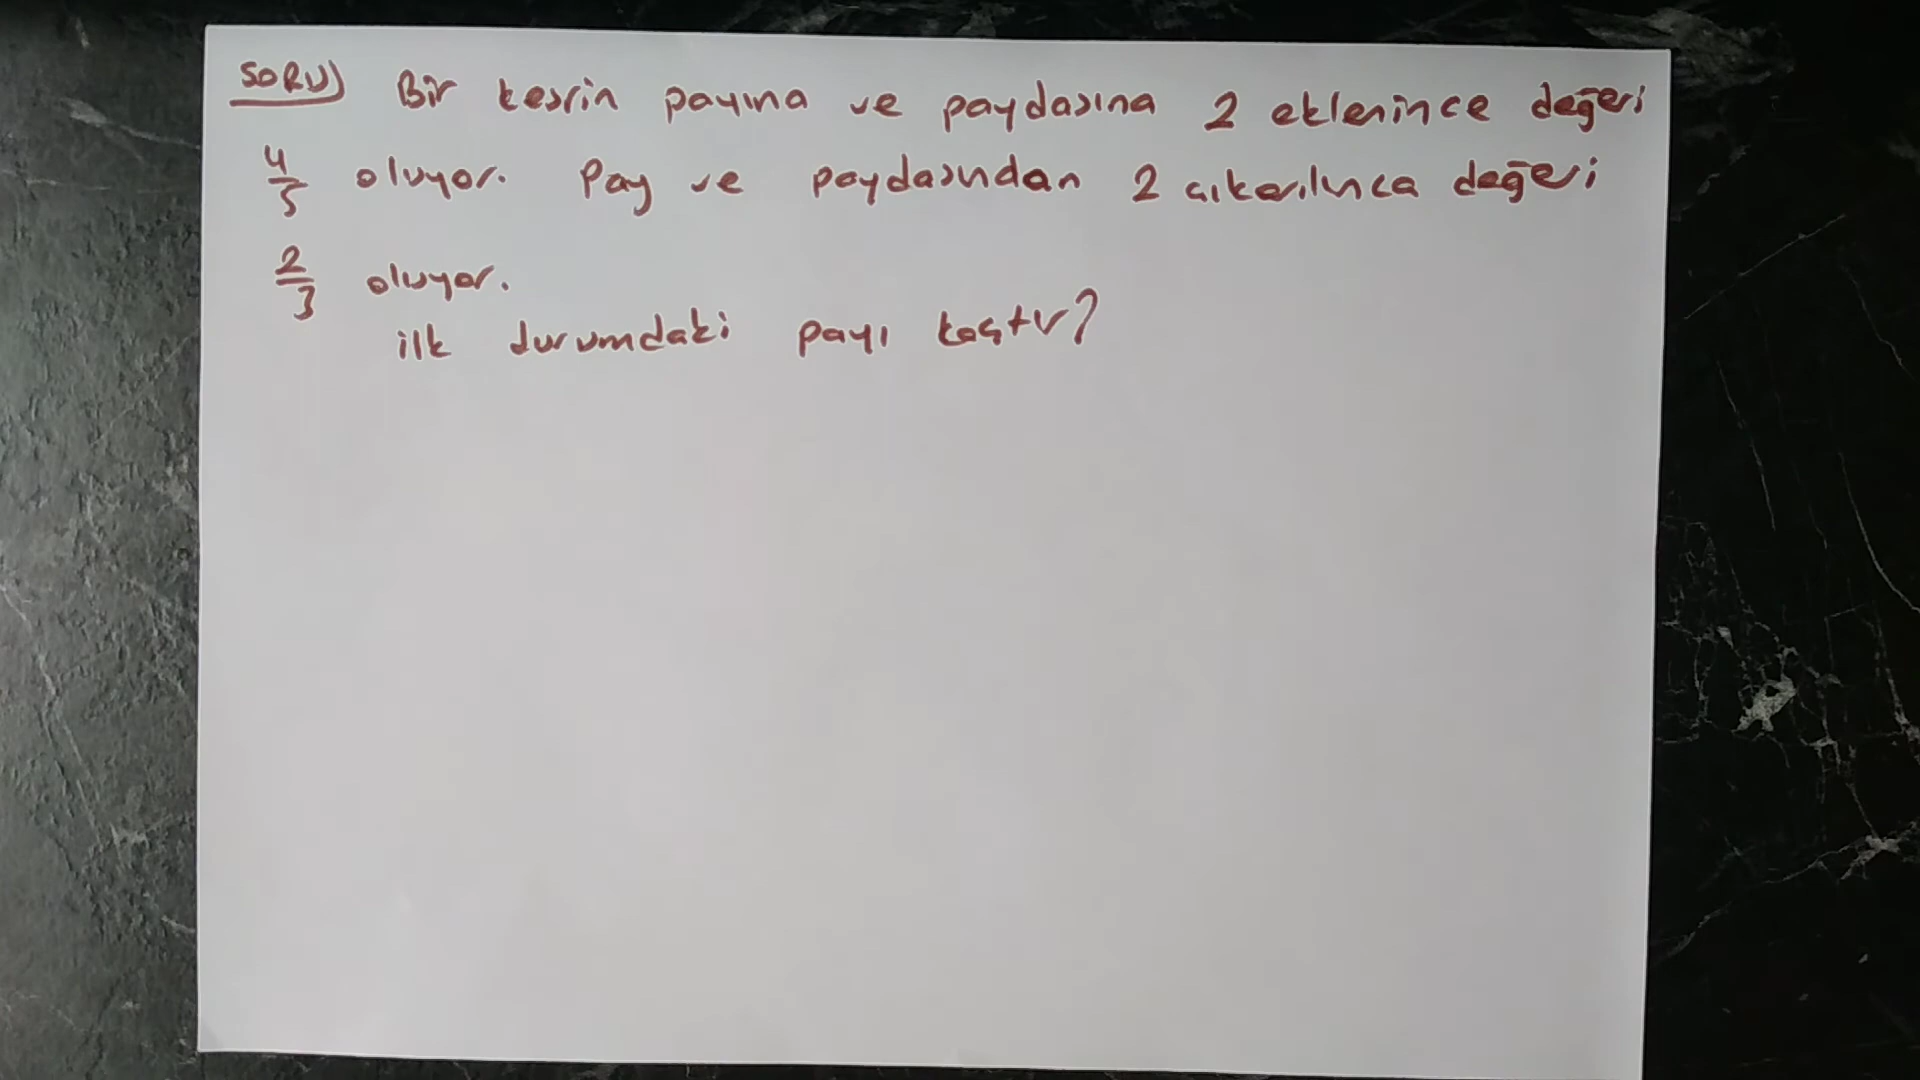 SORU) Bir kesrin payına ve paydasına 2 eklenince değeri
4/5 oluyor. Pay ve paydasından 2 çıkarılınca değeri
2/3 oluyor.
ilk durumdaki payı kaçtır?